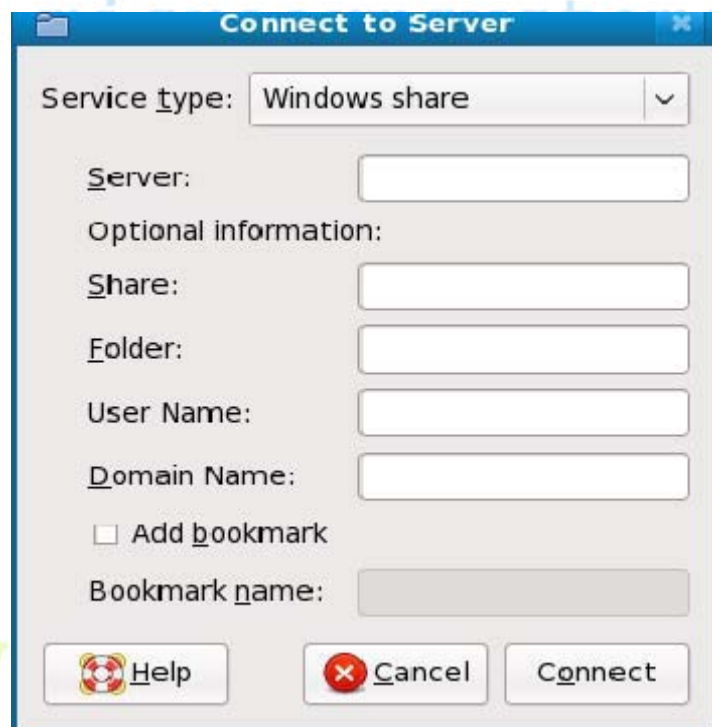 Connect to Server
Service type: Windows share
Server:
Optional information:
Share:
Folder:
User Name:
Domain Name:
Add bookmark
Bookmark name:
Help Cancel Connect